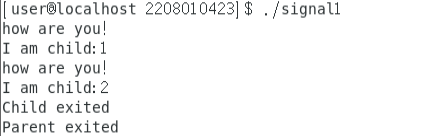 [user@localhost 2208010423]$ ./signal1
how are you!
I am child:1
how are you!
I am child:2
Child exited
Parent exited